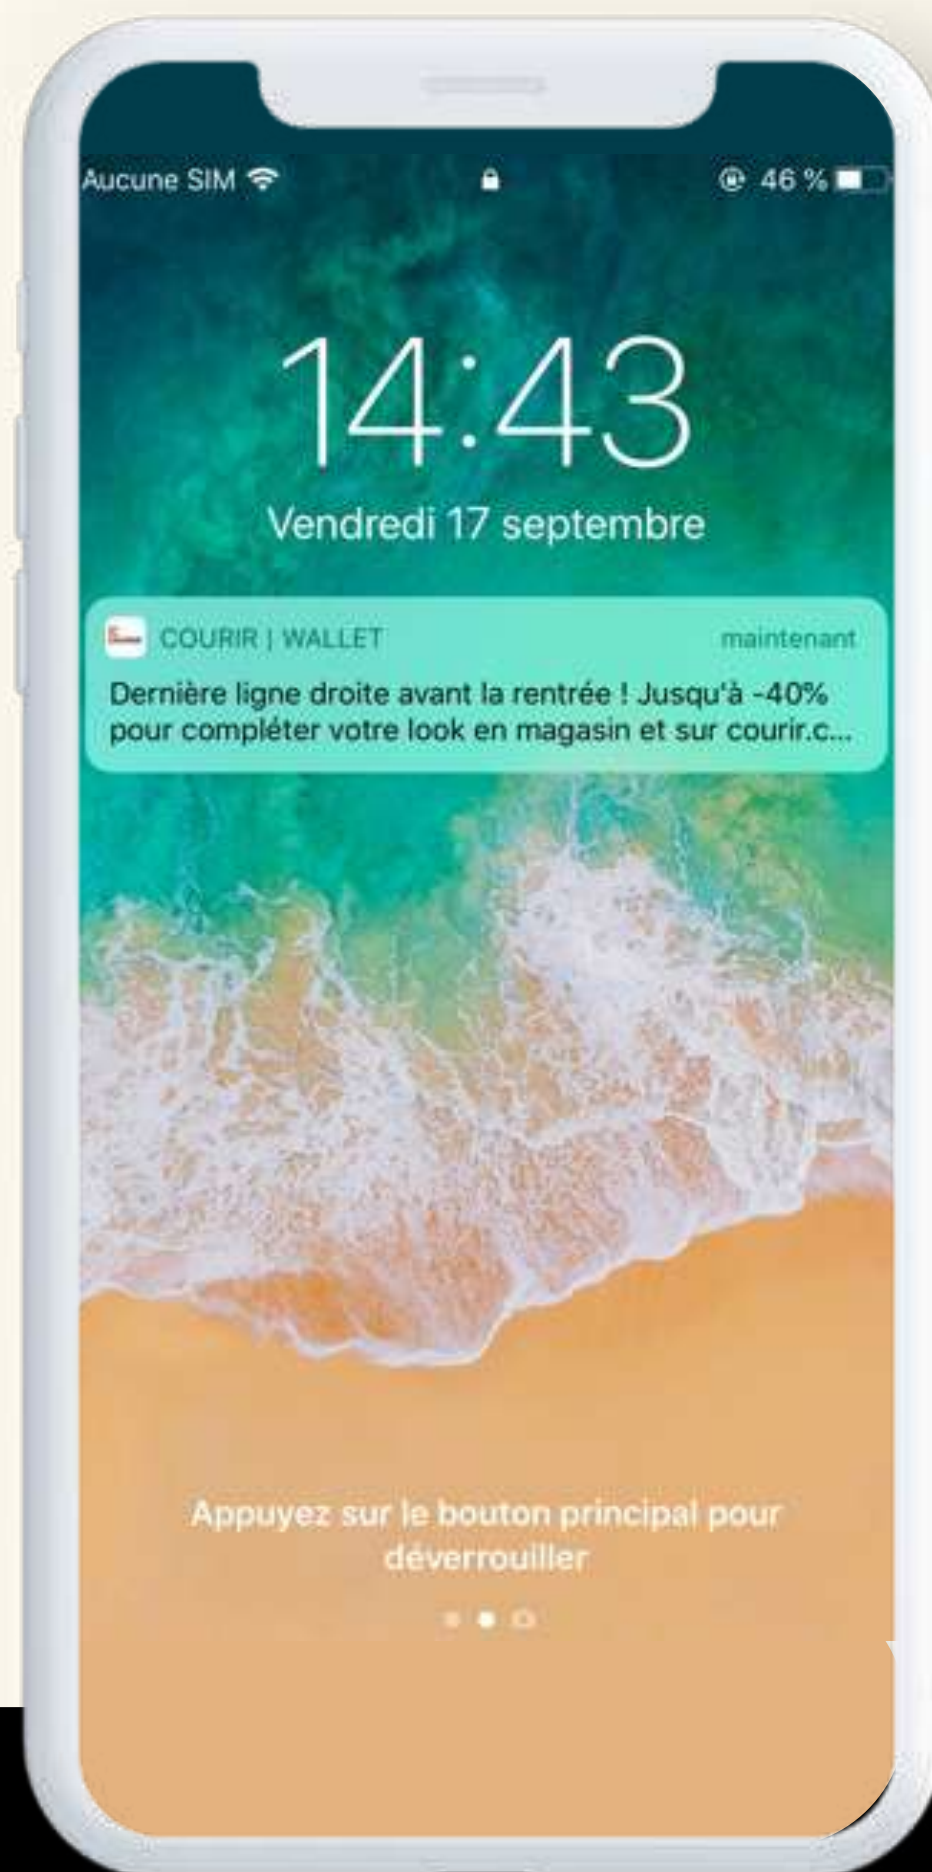 Aucune SIM 46 %
14:43
Vendredi 17 septembre
COURIR | WALLET maintenant
Dernière ligne droite avant la rentrée ! Jusqu'à -40%
pour compléter votre look en magasin et sur courir.c...
Appuyez sur le bouton principal pour
déverrouiller